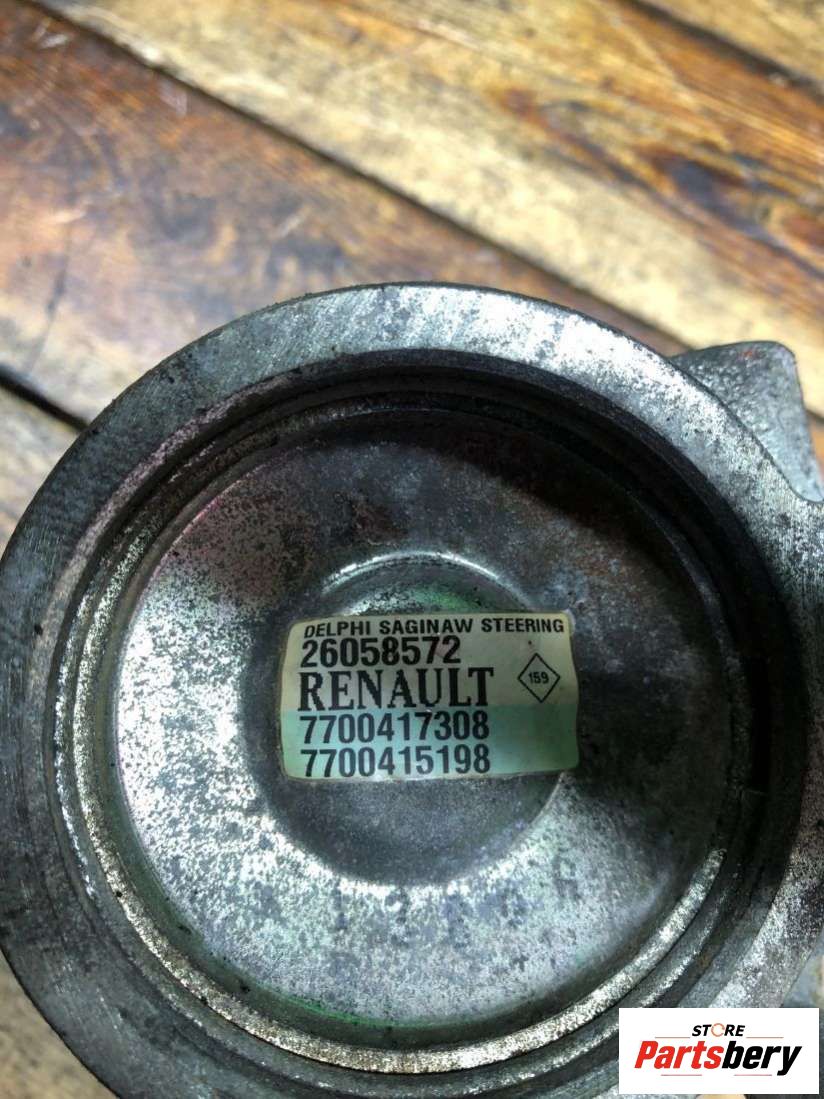 DELPHI SAGINAW STEERING
26058572
RENAULT
159
7700417308
7700415198
STORE
Partsbery